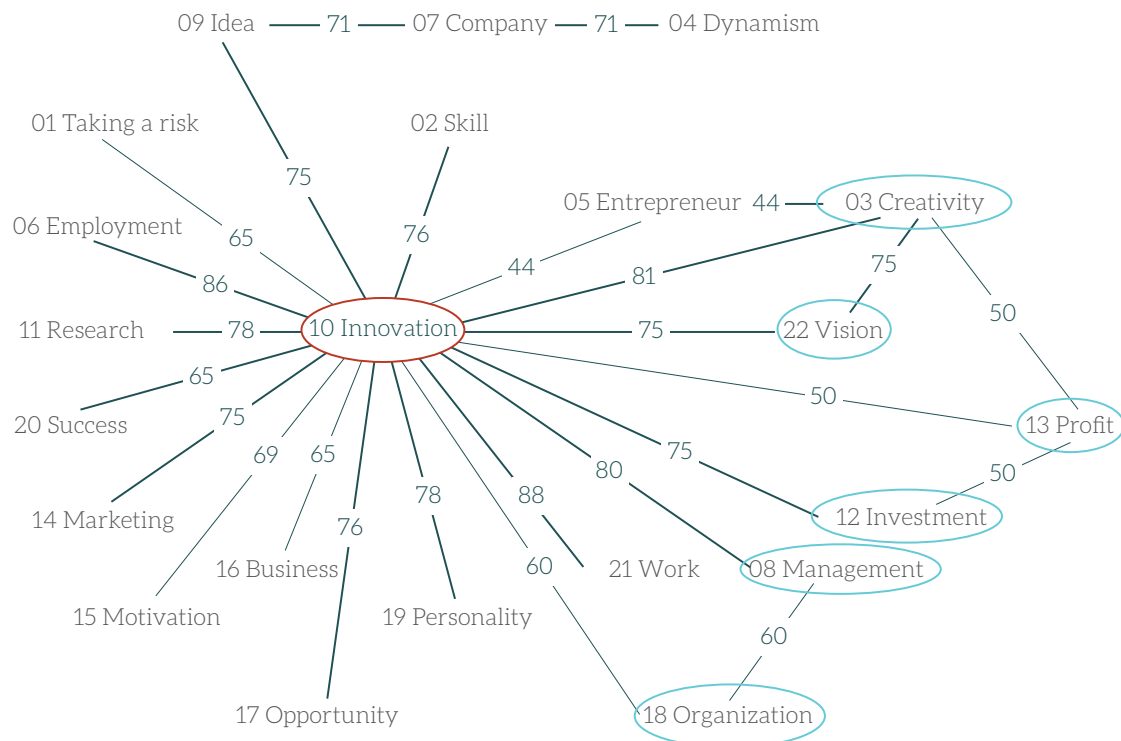 09 Idea 71 07 Company 71 04 Dynamism
01 Taking a risk 02 Skill
75
05 Entrepreneur 44 03 Creativity
06 Employment 65 76
44 81 75
86
11 Research 78 10 Innovation 75 22 Vision
50
65
50
20 Success 75 13 Profit
69 65 75
80 50
14 Marketing 76 78 88 12 Investment
16 Business 60 21 Work 08 Management
15 Motivation 19 Personality
60
17 Opportunity 18 Organization